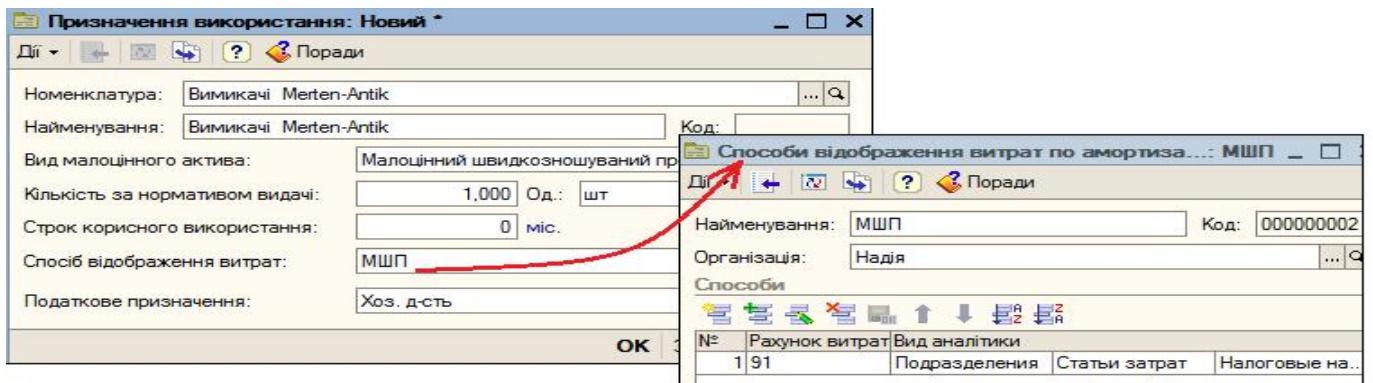 Призначення використання: Новий *
Дії
Поради
Номенклатура: Вимикачі Merten-Antik ...
Найменування: Вимикачі Merten-Antik Код:
Вид малоцінного актива: Малоцінний швидкозношуваний пр
Кількість за нормативом видачі: 1,000 Од.: шт
Строк корисного використання: 0 міс.
Спосіб відображення витрат: МШП
Податкове призначення: Хоз. д-сть
OK
Способи відображення витрат по амортиза...: МШП
Поради
Найменування: МШП Код: 000000002
Організація: Надія ...
Способи
№ Рахунок витрат Вид аналітики
1 91 Подразделения Статьи затрат Налоговые на...